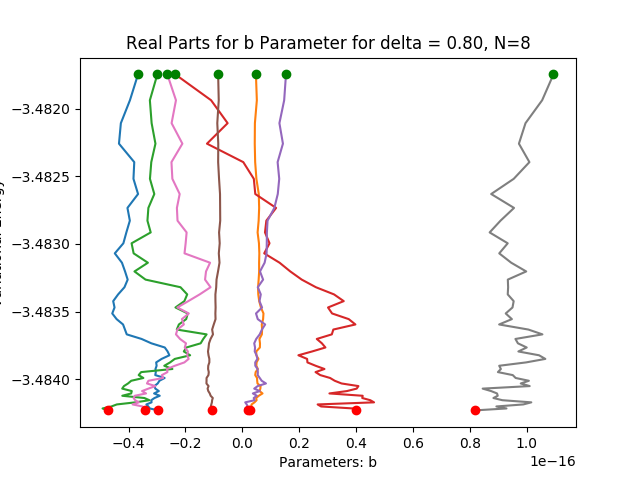 Real Parts for b Parameter for delta = 0.80, N=8
−3.4820
−3.4825
−3.4830
−3.4835
−3.4840
−0.4 −0.2 0.0 0.2 0.4 0.6 0.8 1.0
1e−16
Parameters: b